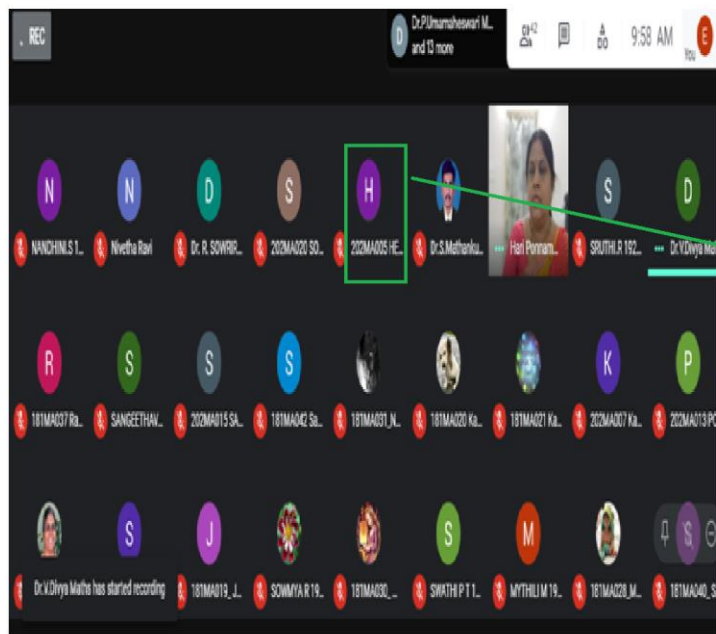 REC
D
Dr.P.Umamaheswari M...
and 13 more
42
9:58 AM
You
E
N
N
D
S
H
S
D
NANDHINI.S 1...
Nivetha Ravi
Dr. R. SOWRIR...
202MA020 SO...
202MA005 HE...
Dr.S.Mathanku...
Hari Ponnam...
SRUTHI.R 192...
Dr.V.Divya Mat
R
S
S
S
K
P
181MA037 Ra...
SANGEETHAV...
202MA015 SA...
181MA042 Sa...
181MA031_N...
181MA020 Ka...
181MA021 Ka...
202MA007 Ka...
202MA013 PO
S
J
S
M
S
Dr.V.Divya Maths has started recording
181MA019_J...
SOWMYA R 19...
181MA030_...
SWATHI P T 1...
MYTHILI M 19...
181MA028_M...
181MA040_S